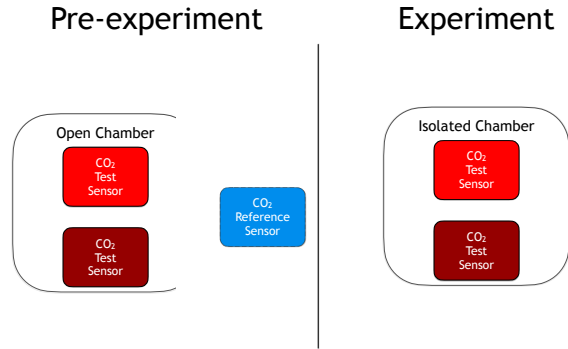 Pre-experiment
Experiment
Open Chamber
CO₂
Test
Sensor
CO₂
Test
Sensor
CO₂
Reference
Sensor
Isolated Chamber
CO₂
Test
Sensor
CO₂
Test
Sensor